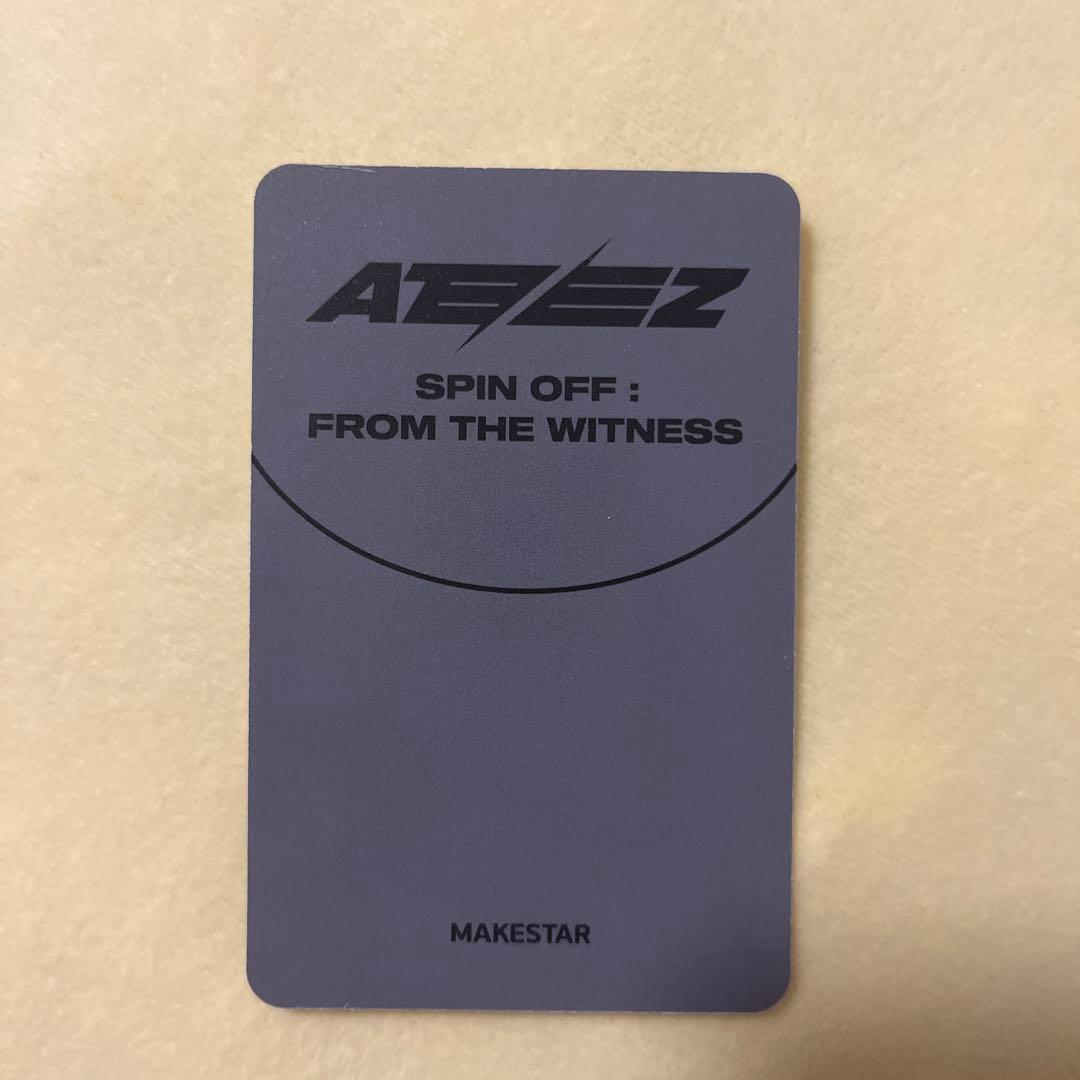 ATEEZ
SPIN OFF :
FROM THE WITNESS
MAKESTAR